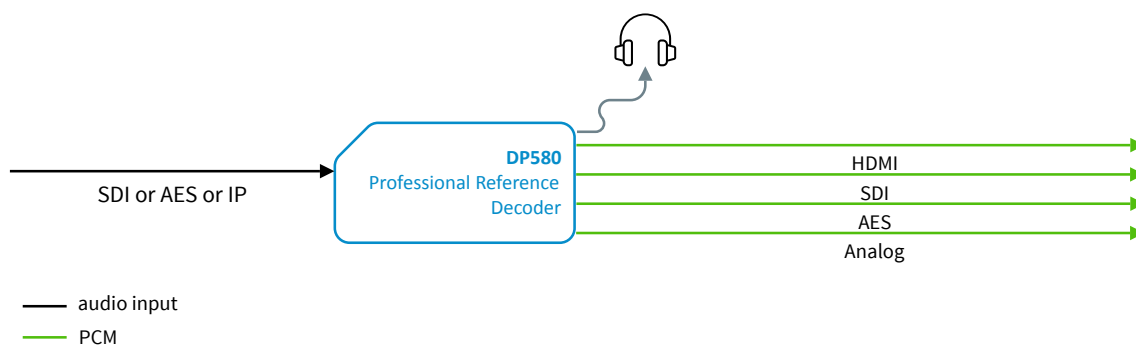 SDI or AES or IP
DP580
Professional Reference
Decoder
HDMI
SDI
AES
Analog
audio input
PCM